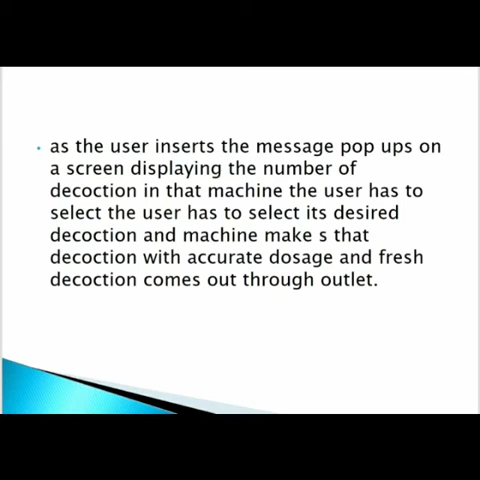 as the user inserts the message pop ups on
a screen displaying the number of
decoction in that machine the user has to
select the user has to select its desired
decoction and machine make s that
decoction with accurate dosage and fresh
decoction comes out through outlet.